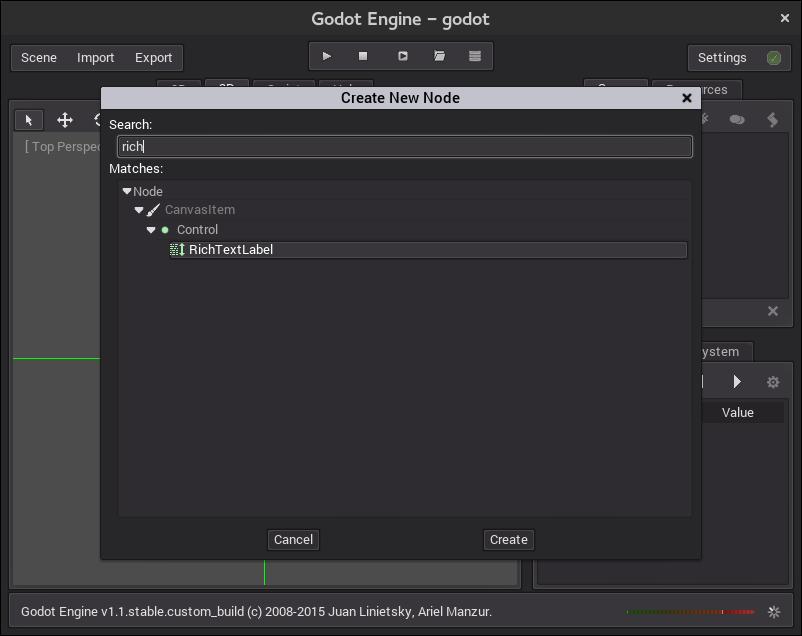 Godot Engine – godot
Scene Import Export
Settings
Create New Node
rces
Search:
rich
[ Top Perspec
Matches:
Node
CanvasItem
Control
RichTextLabel
ystem
Value
Cancel
Create
Godot Engine v1.1.stable.custom_build (c) 2008-2015 Juan Linietsky, Ariel Manzur.